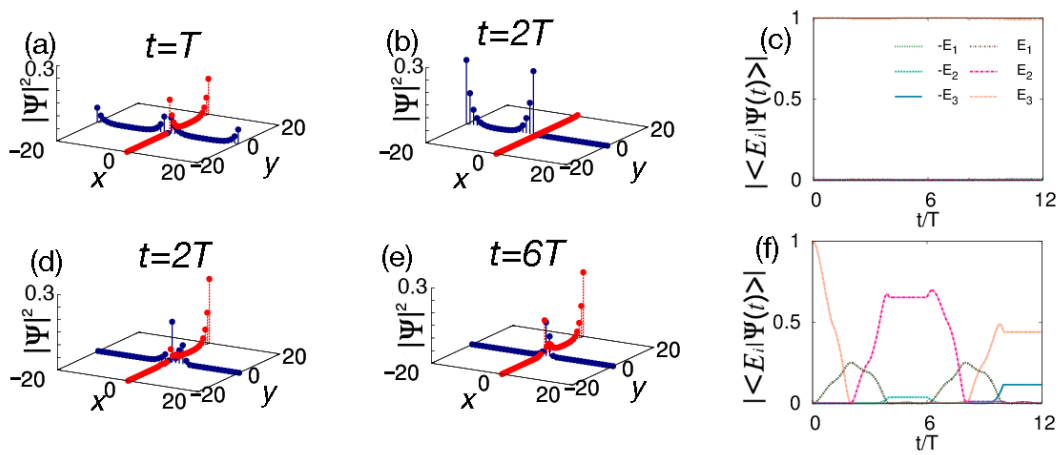 (a)
t=T
|Ψ|²
0.3
−20
0
20
−20
0
20
x
y
(b)
t=2T
|Ψ|²
0.3
−20
0
20
−20
0
20
x
y
(c)
|<Eᵢ|Ψ(t)>|
1
0.5
0
-E₁ E₁
-E₂ E₂
-E₃ E₃
0 6 12
t/T
(d)
t=2T
|Ψ|²
0.3
−20
0
20
−20
0
20
x
y
(e)
t=6T
|Ψ|²
0.3
−20
0
20
−20
0
20
x
y
(f)
|<Eᵢ|Ψ(t)>|
1
0.5
0
0 6 12
t/T